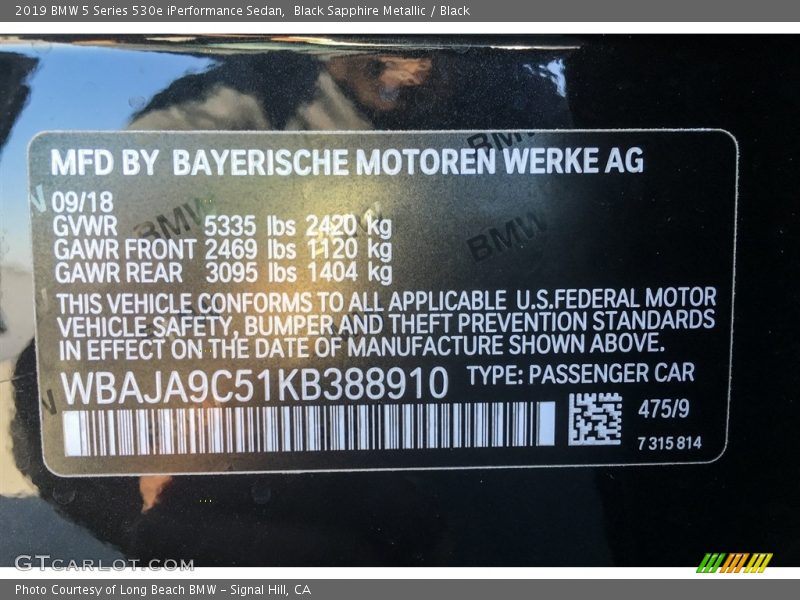 2019 BMW 5 Series 530e iPerformance Sedan, Black Sapphire Metallic / Black
BMW
MFD BY BAYERISCHE MOTOREN WERKE AG
09/18
BMW
BMW
GVWR 5335 lbs 2420 kg
GAWR FRONT 2469 lbs 1120 kg
GAWR REAR 3095 lbs 1404 kg
THIS VEHICLE CONFORMS TO ALL APPLICABLE U.S.FEDERAL MOTOR
VEHICLE SAFETY, BUMPER AND THEFT PREVENTION STANDARDS
IN EFFECT ON THE DATE OF MANUFACTURE SHOWN ABOVE.
WBAJA9C51KB388910 TYPE: PASSENGER CAR
475/9
7 315 814
GTCARLOT.COM
Photo Courtesy of Long Beach BMW - Signal Hill, CA